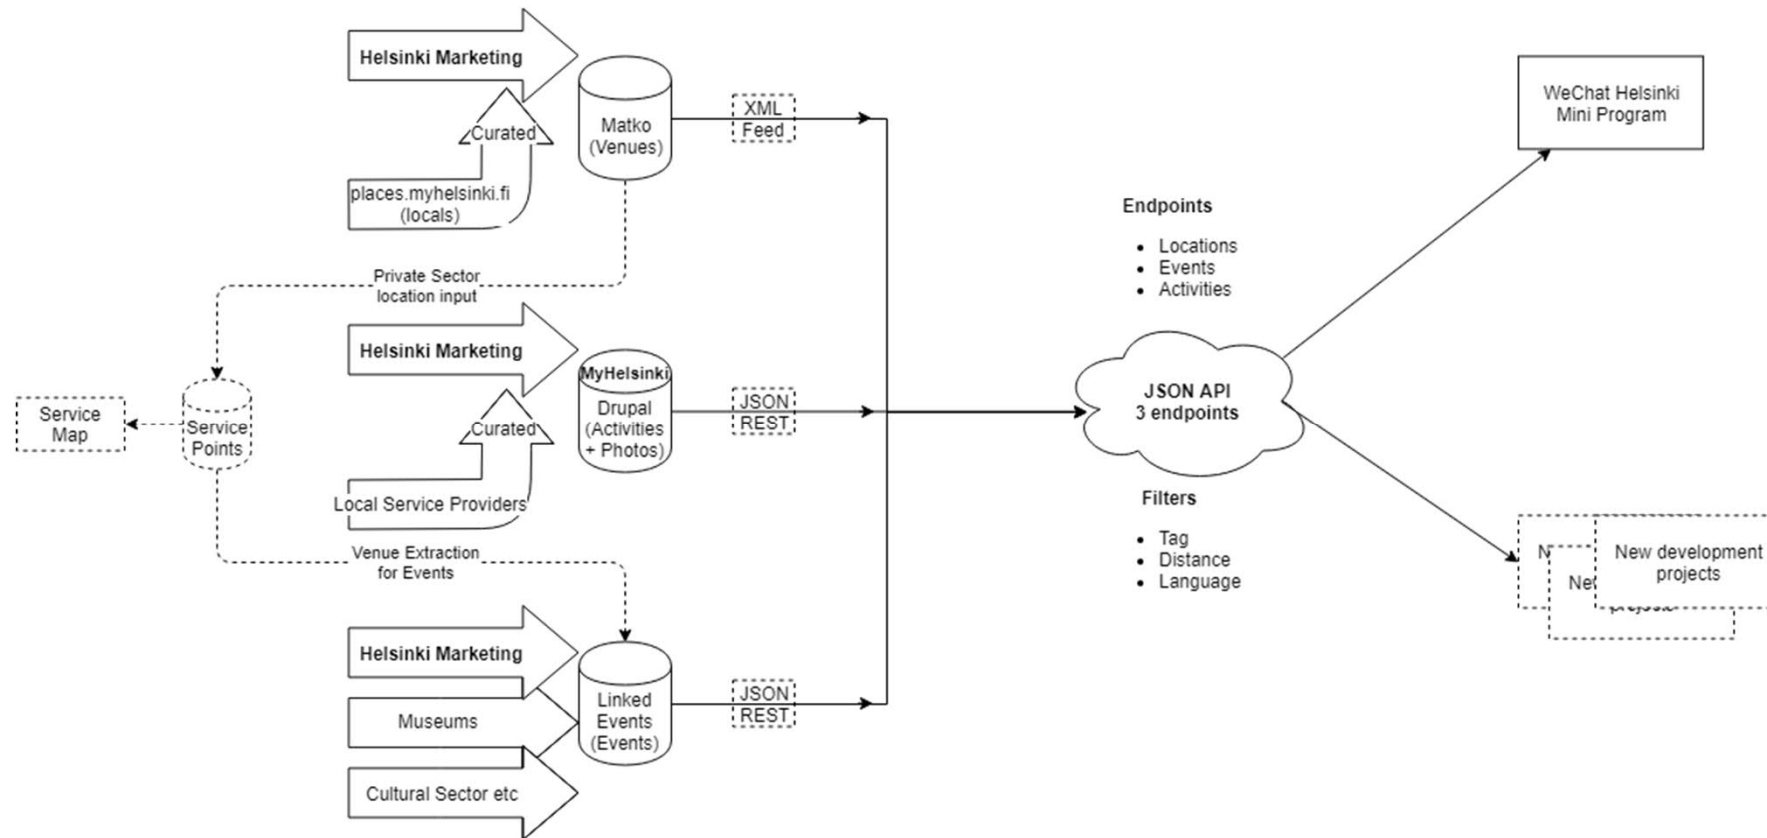 Helsinki Marketing
Curated
places.myhelsinki.fi
(locals)
Matko
(Venues)
XML
Feed
WeChat Helsinki
Mini Program
Endpoints
Locations
Events
Activities
Private Sector
location input
Helsinki Marketing
Curated
Local Service Providers
MyHelsinki
Drupal
(Activities
+ Photos)
JSON
REST
JSON API
3 endpoints
Service
Map
Service
Points
Filters
Tag
Distance
Language
Venue Extraction
for Events
New development
projects
Helsinki Marketing
Museums
Cultural Sector etc
Linked
Events
(Events)
JSON
REST